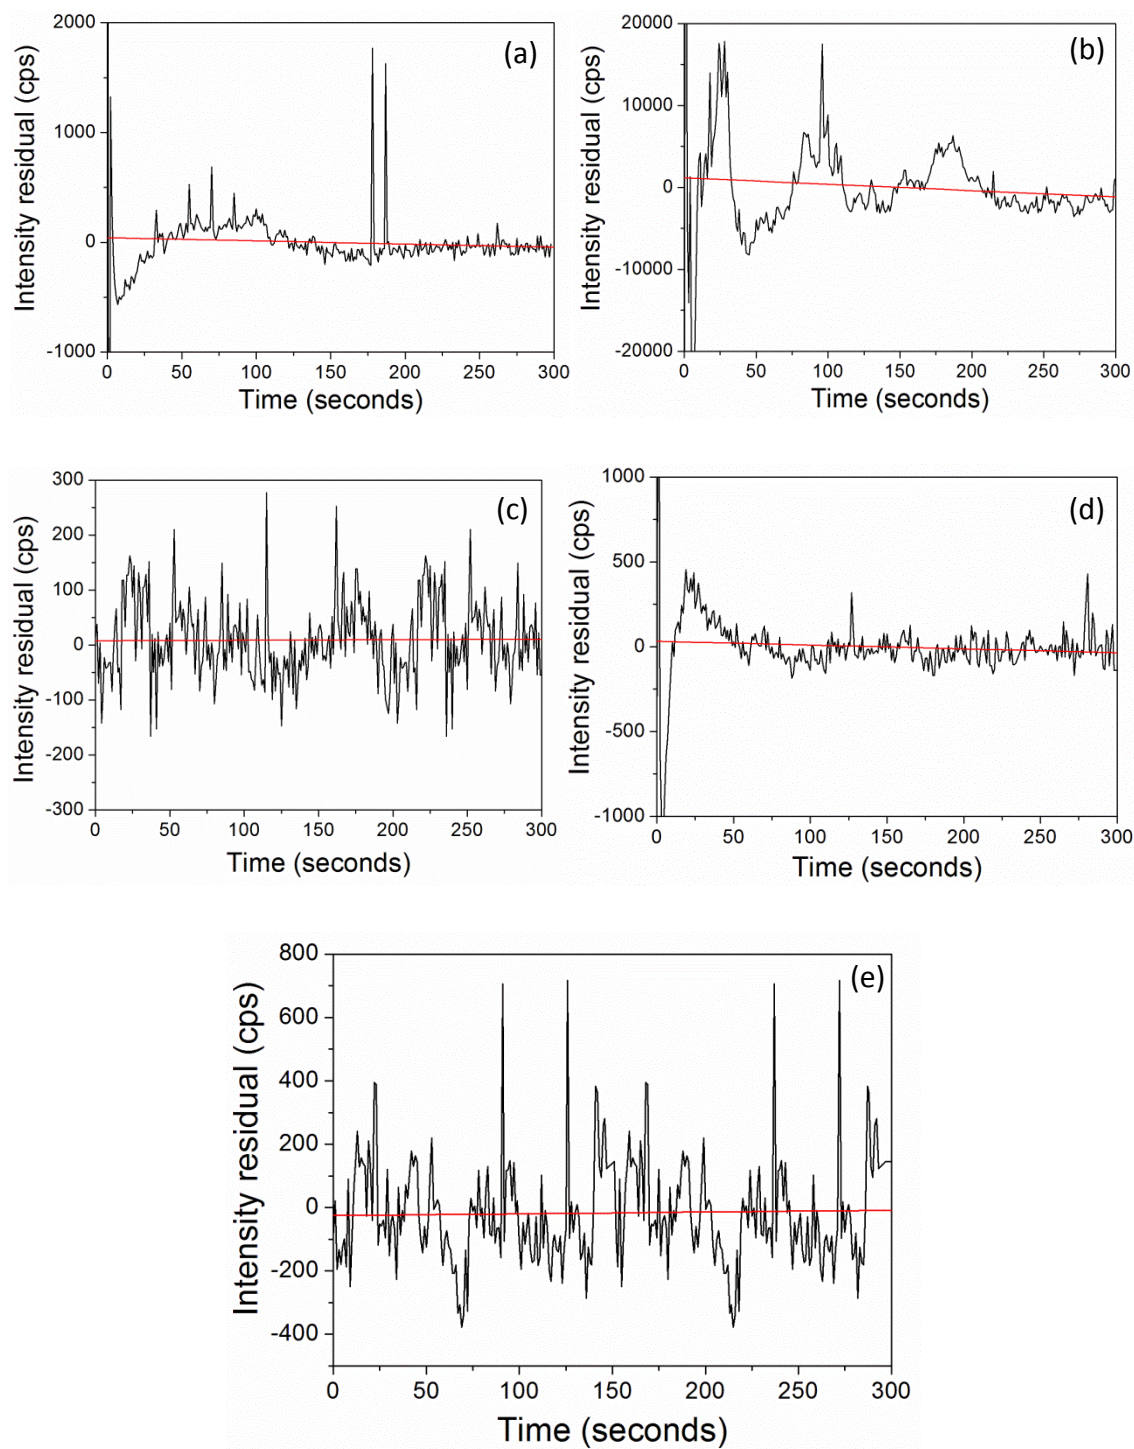 (a)
Intensity residual (cps)
2000
1000
0
-1000
0 50 100 150 200 250 300
Time (seconds)
(b)
Intensity residual (cps)
20000
10000
0
-10000
-20000
0 50 100 150 200 250 300
Time (seconds)
(c)
Intensity residual (cps)
300
200
100
0
-100
-200
-300
0 50 100 150 200 250 300
Time (seconds)
(d)
Intensity residual (cps)
1000
500
0
-500
-1000
0 50 100 150 200 250 300
Time (seconds)
(e)
Intensity residual (cps)
800
600
400
200
0
-200
-400
0 50 100 150 200 250 300
Time (seconds)